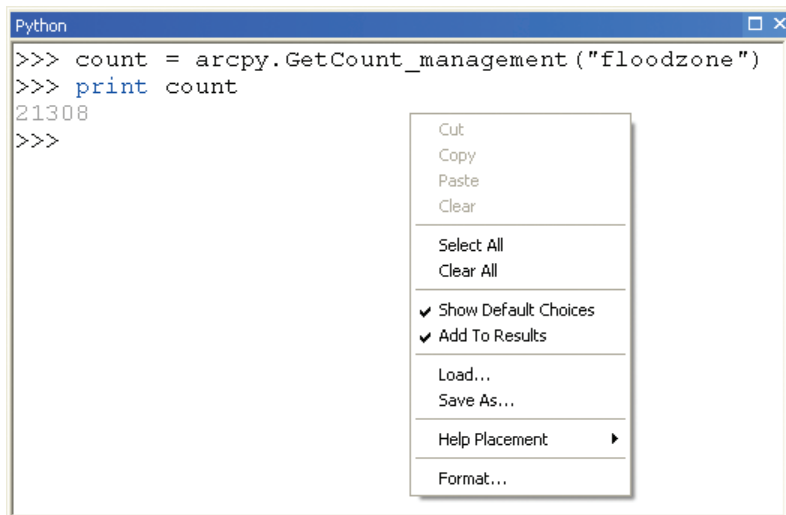 Python
>>> count = arcpy.GetCount_management("floodzone")
>>> print count
21308
>>>
Cut
Copy
Paste
Clear
Select All
Clear All
Show Default Choices
Add To Results
Load...
Save As...
Help Placement
Format...